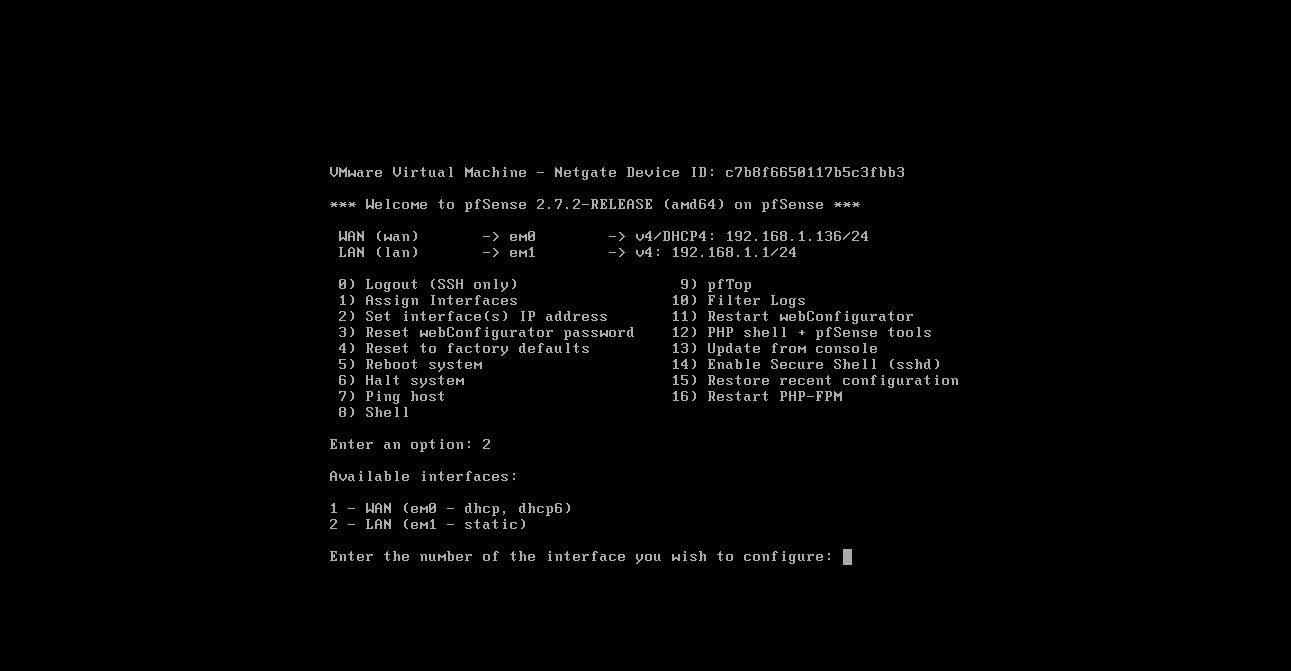 VMware Virtual Machine - Netgate Device ID: c7b8f6650117b5c3fbb3
*** Welcome to pfSense 2.7.2-RELEASE (amd64) on pfSense ***
WAN (wan) -> em0 -> v4/DHCP4: 192.168.1.136/24
LAN (lan) -> em1 -> v4: 192.168.1.1/24
0) Logout (SSH only) 9) pfTop
1) Assign Interfaces 10) Filter Logs
2) Set interface(s) IP address 11) Restart webConfigurator
3) Reset webConfigurator password 12) PHP shell + pfSense tools
4) Reset to factory defaults 13) Update from console
5) Reboot system 14) Enable Secure Shell (sshd)
6) Halt system 15) Restore recent configuration
7) Ping host 16) Restart PHP-FPM
8) Shell
Enter an option: 2
Available interfaces:
1 - WAN (em0 - dhcp, dhcp6)
2 - LAN (em1 - static)
Enter the number of the interface you wish to configure: